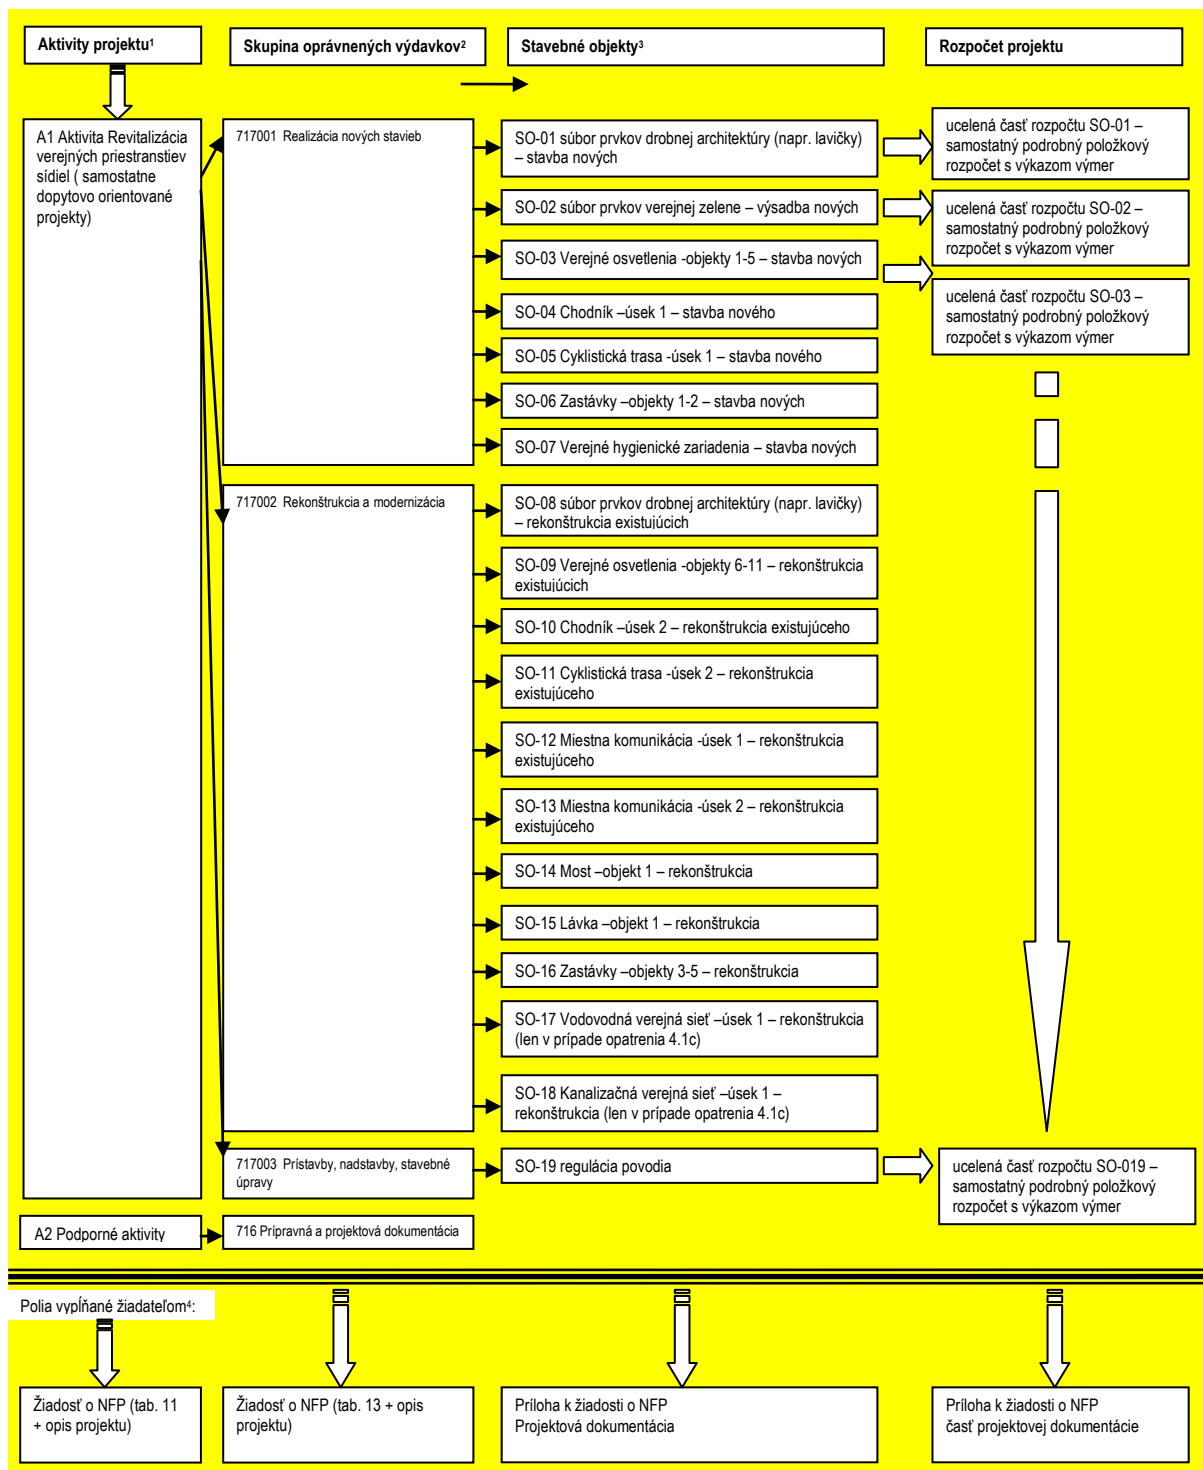 Aktivity projektu¹
Skupina oprávnených výdavkov²
Stavebné objekty³
Rozpočet projektu
A1 Aktivita Revitalizácia
verejných priestranstiev
sídiel ( samostatne
dopytovo orientované
projekty)
717001 Realizácia nových stavieb
SO-01 súbor prvkov drobnej architektúry (napr. lavičky)
– stavba nových
ucelená časť rozpočtu SO-01 –
samostatný podrobný položkový
rozpočet s výkazom výmer
SO-02 súbor prvkov verejnej zelene – výsadba nových
ucelená časť rozpočtu SO-02 –
samostatný podrobný položkový
rozpočet s výkazom výmer
SO-03 Verejné osvetlenia -objekty 1-5 – stavba nových
ucelená časť rozpočtu SO-03 –
samostatný podrobný položkový
rozpočet s výkazom výmer
SO-04 Chodník –úsek 1 – stavba nového
SO-05 Cyklistická trasa -úsek 1 – stavba nového
SO-06 Zastávky –objekty 1-2 – stavba nových
SO-07 Verejné hygienické zariadenia – stavba nových
717002 Rekonštrukcia a modernizácia
SO-08 súbor prvkov drobnej architektúry (napr. lavičky)
– rekonštrukcia existujúcich
SO-09 Verejné osvetlenia -objekty 6-11 – rekonštrukcia
existujúcich
SO-10 Chodník –úsek 2 – rekonštrukcia existujúceho
SO-11 Cyklistická trasa -úsek 2 – rekonštrukcia
existujúceho
SO-12 Miestna komunikácia -úsek 1 – rekonštrukcia
existujúceho
SO-13 Miestna komunikácia -úsek 2 – rekonštrukcia
existujúceho
SO-14 Most –objekt 1 – rekonštrukcia
SO-15 Lávka –objekt 1 – rekonštrukcia
SO-16 Zastávky –objekty 3-5 – rekonštrukcia
SO-17 Vodovodná verejná sieť –úsek 1 – rekonštrukcia
(len v prípade opatrenia 4.1c)
SO-18 Kanalizačná verejná sieť –úsek 1 –
rekonštrukcia (len v prípade opatrenia 4.1c)
717003 Prístavby, nadstavby, stavebné
úpravy
SO-19 regulácia povodia
ucelená časť rozpočtu SO-019 –
samostatný podrobný položkový
rozpočet s výkazom výmer
A2 Podporné aktivity
716 Prípravná a projektová dokumentácia
Polia vypĺňané žiadateľom⁴:
Žiadosť o NFP (tab. 11
+ opis projektu)
Žiadosť o NFP (tab. 13 + opis
projektu)
Príloha k žiadosti o NFP
Projektová dokumentácia
Príloha k žiadosti o NFP
časť projektovej dokumentácie